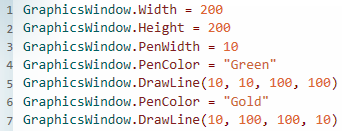 1 GraphicsWindow.Width = 200
2 GraphicsWindow.Height = 200
3 GraphicsWindow.PenWidth = 10
4 GraphicsWindow.PenColor = "Green"
5 GraphicsWindow.DrawLine(10, 10, 100, 100)
6 GraphicsWindow.PenColor = "Gold"
7 GraphicsWindow.DrawLine(10, 100, 100, 10)